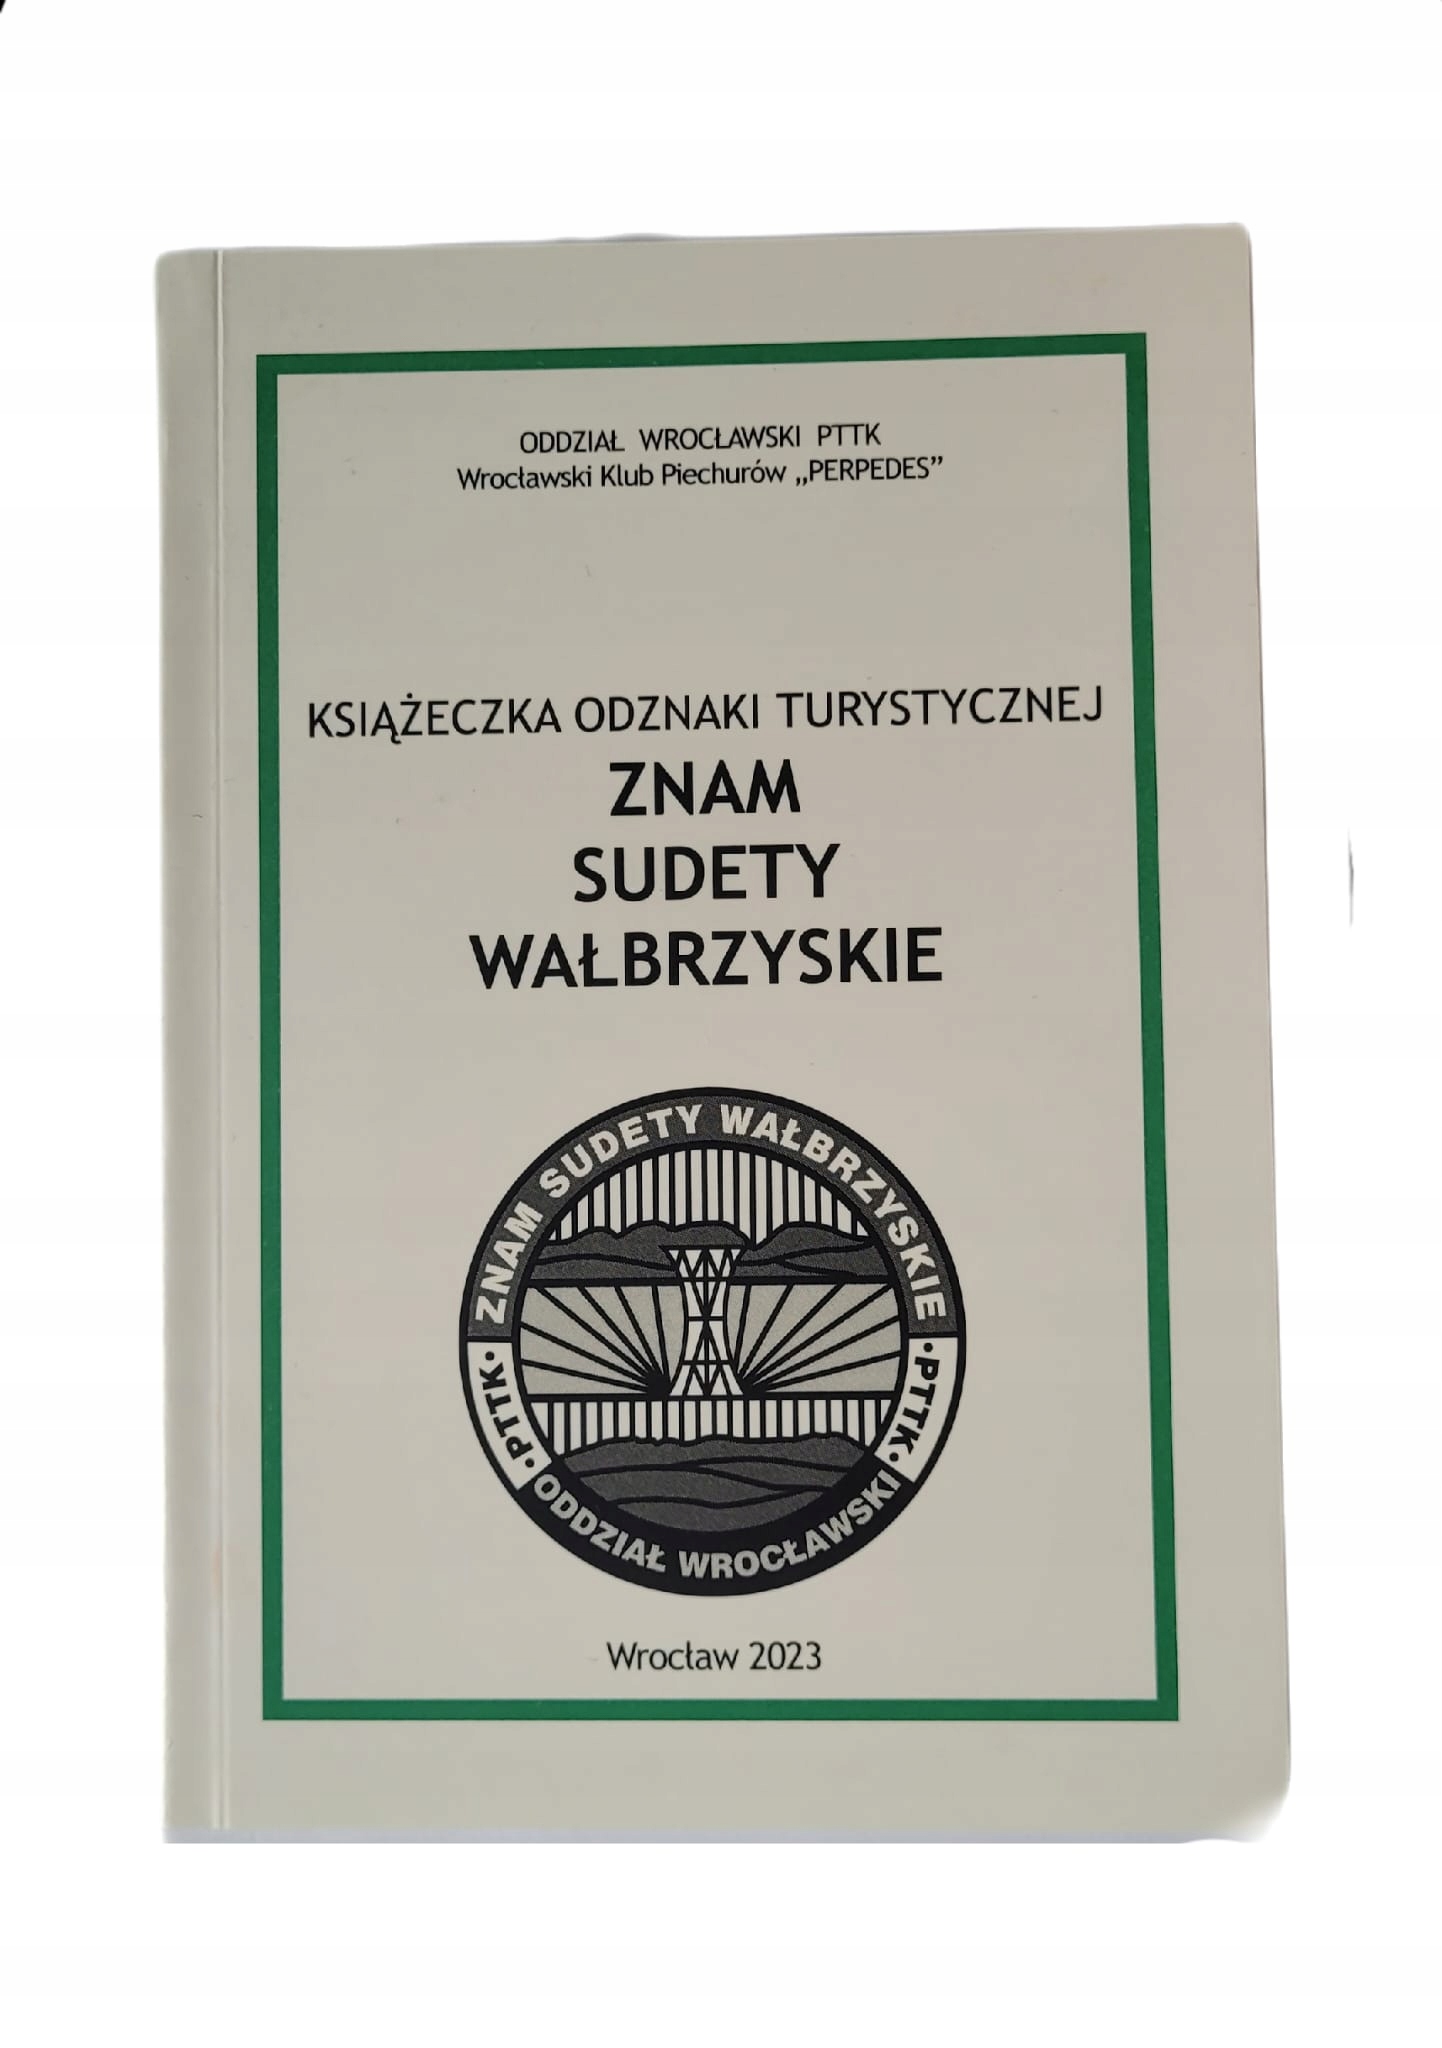 ODDZIAŁ WROCŁAWSKI PTTK
Wrocławski Klub Piechurów „PERPEDES”
KSIĄŻECZKA ODZNAKI TURYSTYCZNEJ
ZNAM
SUDETY
WAŁBRZYSKIE
ZNAM SUDETY WAŁBRZYSKIE
•PTTK•
•PTTK•
ODDZIAŁ WROCŁAWSKI
Wrocław 2023